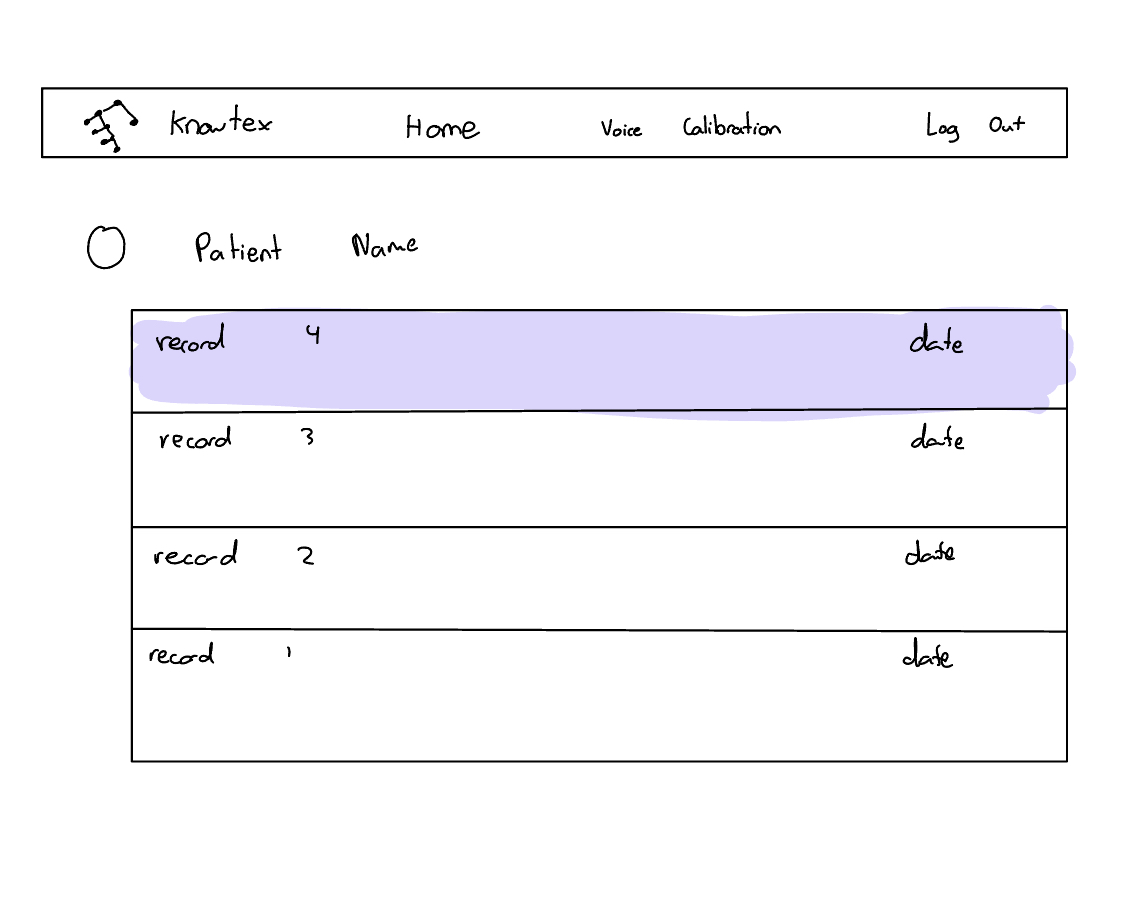 Knowtex Home Voice Calibration Log Out
Patient Name
record 4 date
record 3 date
record 2 date
record 1 date